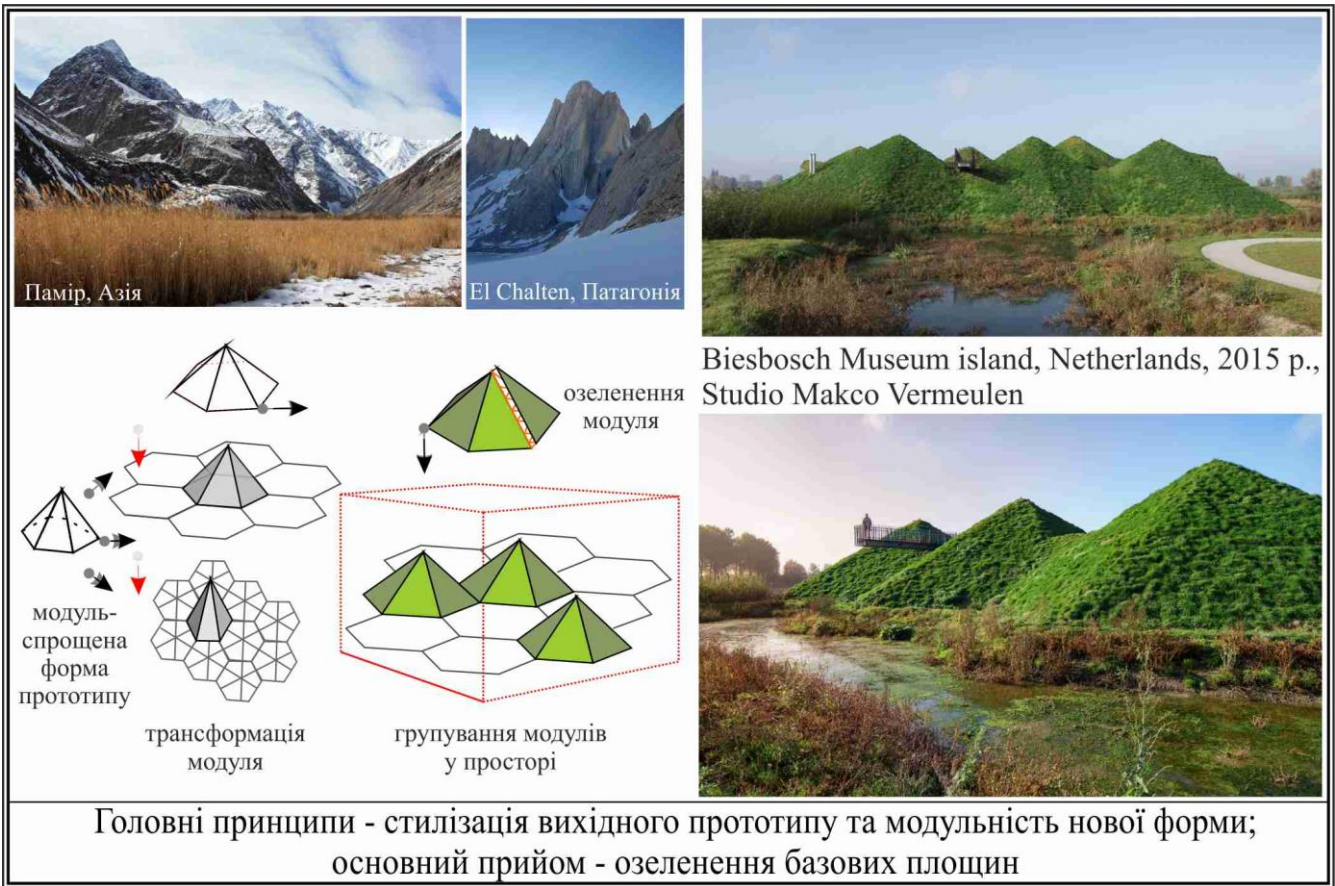 Памір, Азія
El Chalten, Патагонія
Biesbosch Museum island, Netherlands, 2015 р.,
Studio Makco Vermeulen
озеленення
модуля
модуль-
спрощена
форма
прототипу
трансформація
модуля
групування модулів
у просторі
Головні принципи - стилізація вихідного прототипу та модульність нової форми;
основний прийом - озеленення базових площин